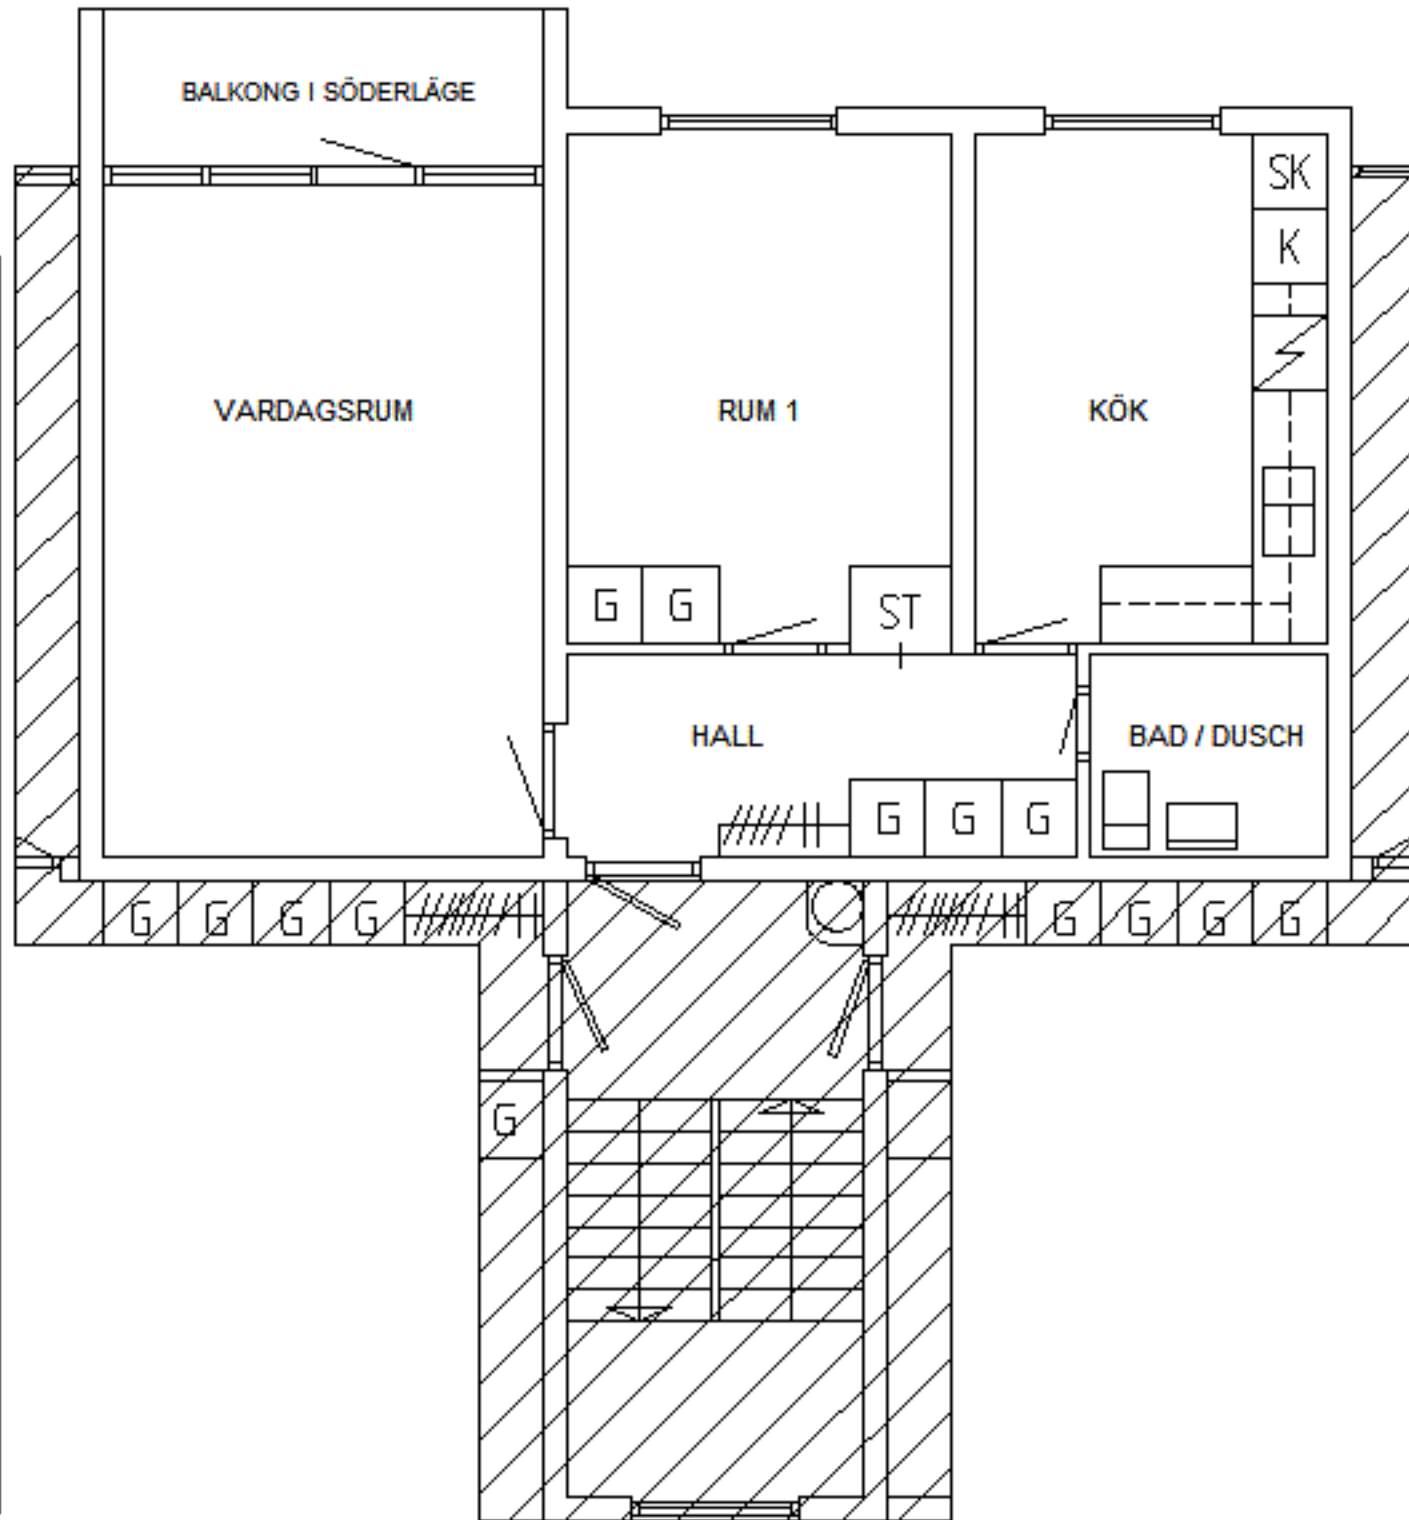 BALKONG I SÖDERLÄGE
SK
K
VARDAGSRUM
RUM 1
KÖK
G G
ST
HALL
BAD / DUSCH
G G G
G G G G
G G G G
G